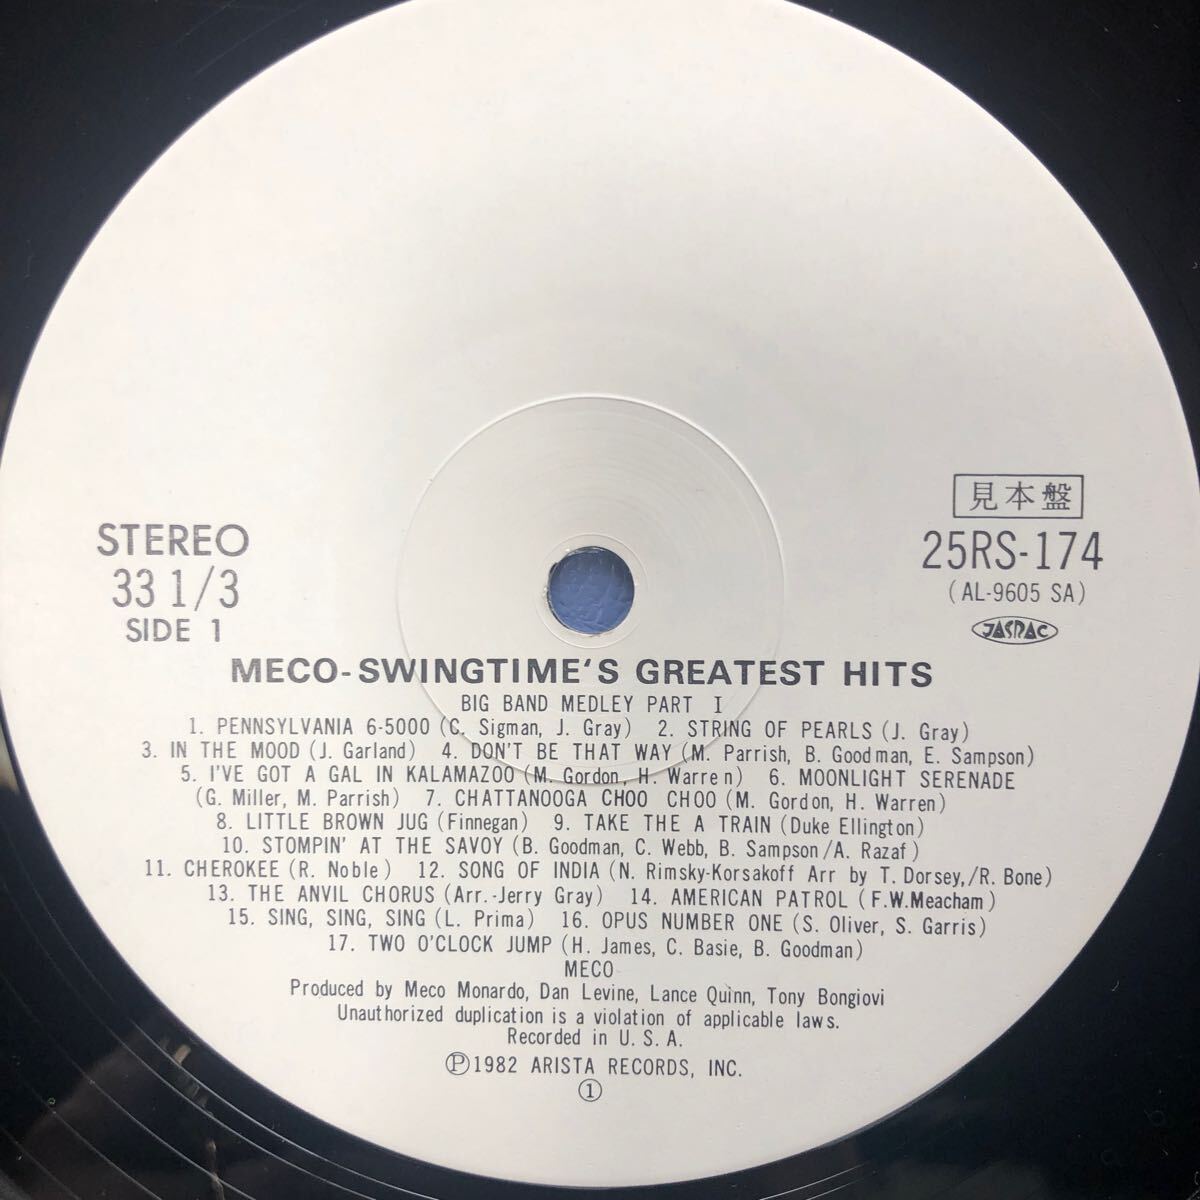 STEREO
33 1/3
SIDE 1
見本盤
25RS-174
(AL-9605 SA)
JASRAC
MECO-SWINGTIME‘S GREATEST HITS
BIG BAND MEDLEY PART I
1. PENNSYLVANIA 6-5000 (C. Sigman, J. Gray) 2. STRING OF PEARLS (J. Gray)
3. IN THE MOOD (J. Garland) 4. DON'T BE THAT WAY (M. Parrish, B. Goodman, E. Sampson)
5. I'VE GOT A GAL IN KALAMAZOO (M. Gordon, H. Warren) 6. MOONLIGHT SERENADE
(G. Miller, M. Parrish) 7. CHATTANOOGA CHOO CHOO (M. Gordon, H. Warren)
8. LITTLE BROWN JUG (Finnegan) 9. TAKE THE A TRAIN (Duke Ellington)
10. STOMPIN' AT THE SAVOY (B. Goodman, C. Webb, B. Sampson/A. Razaf)
11. CHEROKEE (R. Noble) 12. SONG OF INDIA (N. Rimsky-Korsakoff Arr by T. Dorsey,/R. Bone)
13. THE ANVIL CHORUS (Arr.-Jerry Gray) 14. AMERICAN PATROL (F.W.Meacham)
15. SING, SING, SING (L. Prima) 16. OPUS NUMBER ONE (S. Oliver, S. Garris)
17. TWO O'CLOCK JUMP (H. James, C. Basie, B. Goodman)
MECO
Produced by Meco Monardo, Dan Levine, Lance Quinn, Tony Bongiovi
Unauthorized duplication is a violation of applicable laws.
Recorded in U. S. A.
Ⓟ1982 ARISTA RECORDS, INC.
①